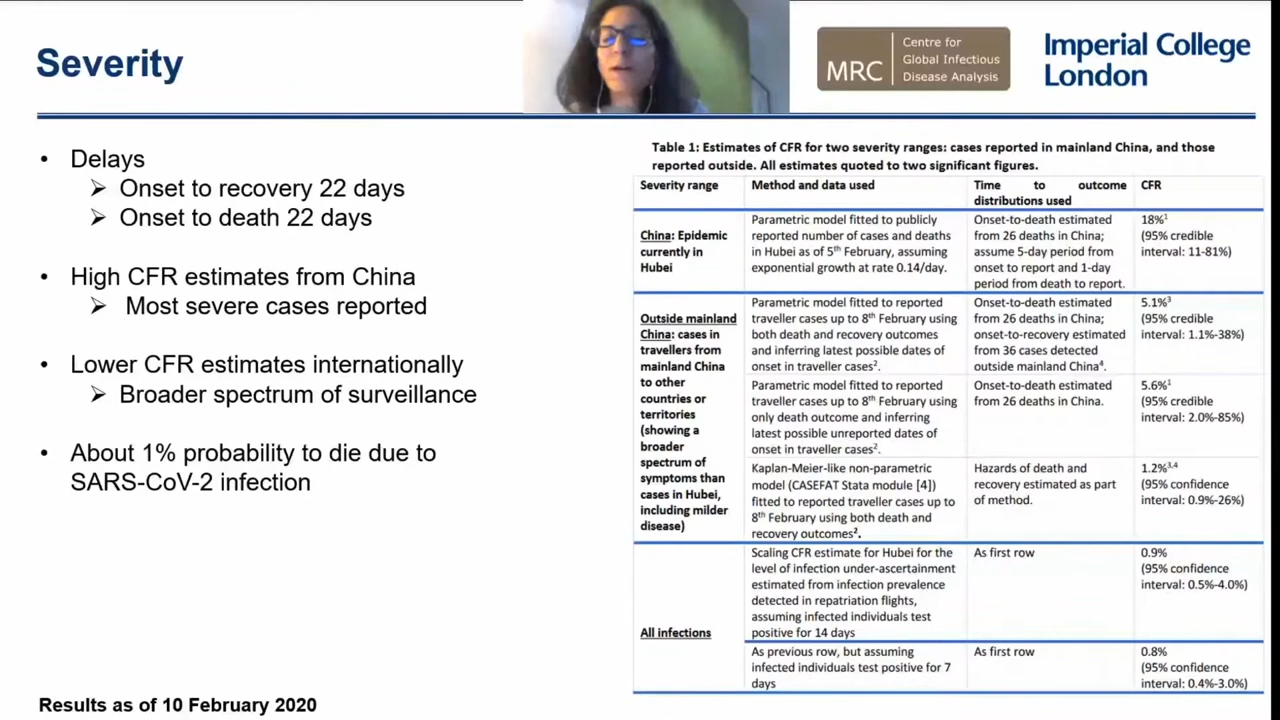 Severity
MRC
Centre for
Global Infectious
Disease Analysis
Imperial College
London
• Delays
➢ Onset to recovery 22 days
➢ Onset to death 22 days
• High CFR estimates from China
➢ Most severe cases reported
• Lower CFR estimates internationally
➢ Broader spectrum of surveillance
• About 1% probability to die due to
SARS-CoV-2 infection
Results as of 10 February 2020
Table 1: Estimates of CFR for two severity ranges: cases reported in mainland China, and those
reported outside. All estimates quoted to two significant figures.
Severity range
Method and data used
Time to outcome
distributions used
CFR
China: Epidemic
currently in
Hubei
Parametric model fitted to publicly
reported number of cases and deaths
in Hubei as of 5th February, assuming
exponential growth at rate 0.14/day.
Onset-to-death estimated
from 26 deaths in China;
assume 5-day period from
onset to report and 1-day
period from death to report.
18%¹
(95% credible
interval: 11-81%)
Outside mainland
China: cases in
travellers from
mainland China
to other
countries or
territories
(showing a
broader
spectrum of
symptoms than
cases in Hubei,
including milder
disease)
Parametric model fitted to reported
traveller cases up to 8th February using
both death and recovery outcomes
and inferring latest possible dates of
onset in traveller cases².
Onset-to-death estimated
from 26 deaths in China;
onset-to-recovery estimated
from 36 cases detected
outside mainland China⁴.
5.1%³
(95% credible
interval: 1.1%-38%)
Parametric model fitted to reported
traveller cases up to 8th February using
only death outcome and inferring
latest possible unreported dates of
onset in traveller cases².
Onset-to-death estimated
from 26 deaths in China.
5.6%¹
(95% credible
interval: 2.0%-85%)
Kaplan-Meier-like non-parametric
model (CASEFAT Stata module [4])
fitted to reported traveller cases up to
8th February using both death and
recovery outcomes².
Hazards of death and
recovery estimated as part
of method.
1.2%³,⁴
(95% confidence
interval: 0.9%-26%)
All infections
Scaling CFR estimate for Hubei for the
level of infection under-ascertainment
estimated from infection prevalence
detected in repatriation flights,
assuming infected individuals test
positive for 14 days
As first row
0.9%
(95% confidence
interval: 0.5%-4.0%)
As previous row, but assuming
infected individuals test positive for 7
days
As first row
0.8%
(95% confidence
interval: 0.4%-3.0%)